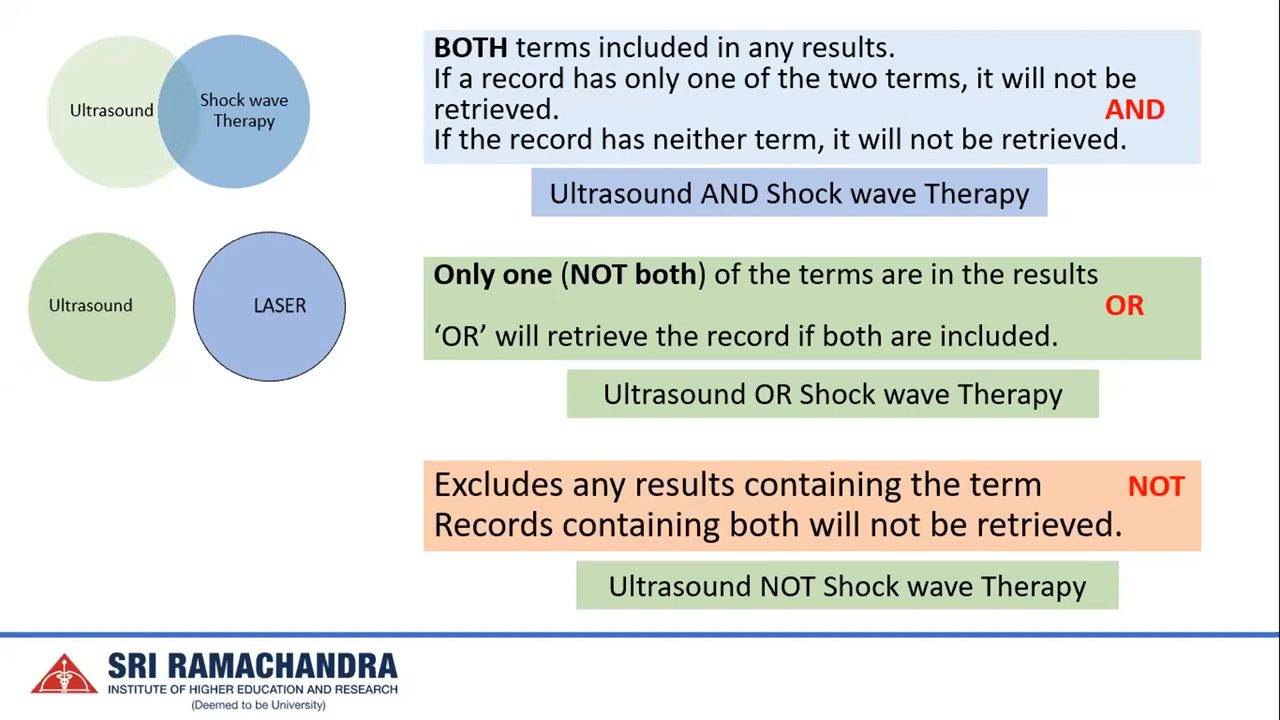 Ultrasound
Shock wave
Therapy
BOTH terms included in any results.
If a record has only one of the two terms, it will not be
retrieved.
AND
If the record has neither term, it will not be retrieved.
Ultrasound AND Shock wave Therapy
Ultrasound
LASER
Only one (NOT both) of the terms are in the results
OR
‘OR’ will retrieve the record if both are included.
Ultrasound OR Shock wave Therapy
Excludes any results containing the term
NOT
Records containing both will not be retrieved.
Ultrasound NOT Shock wave Therapy
SRI RAMACHANDRA
INSTITUTE OF HIGHER EDUCATION AND RESEARCH
(Deemed to be University)